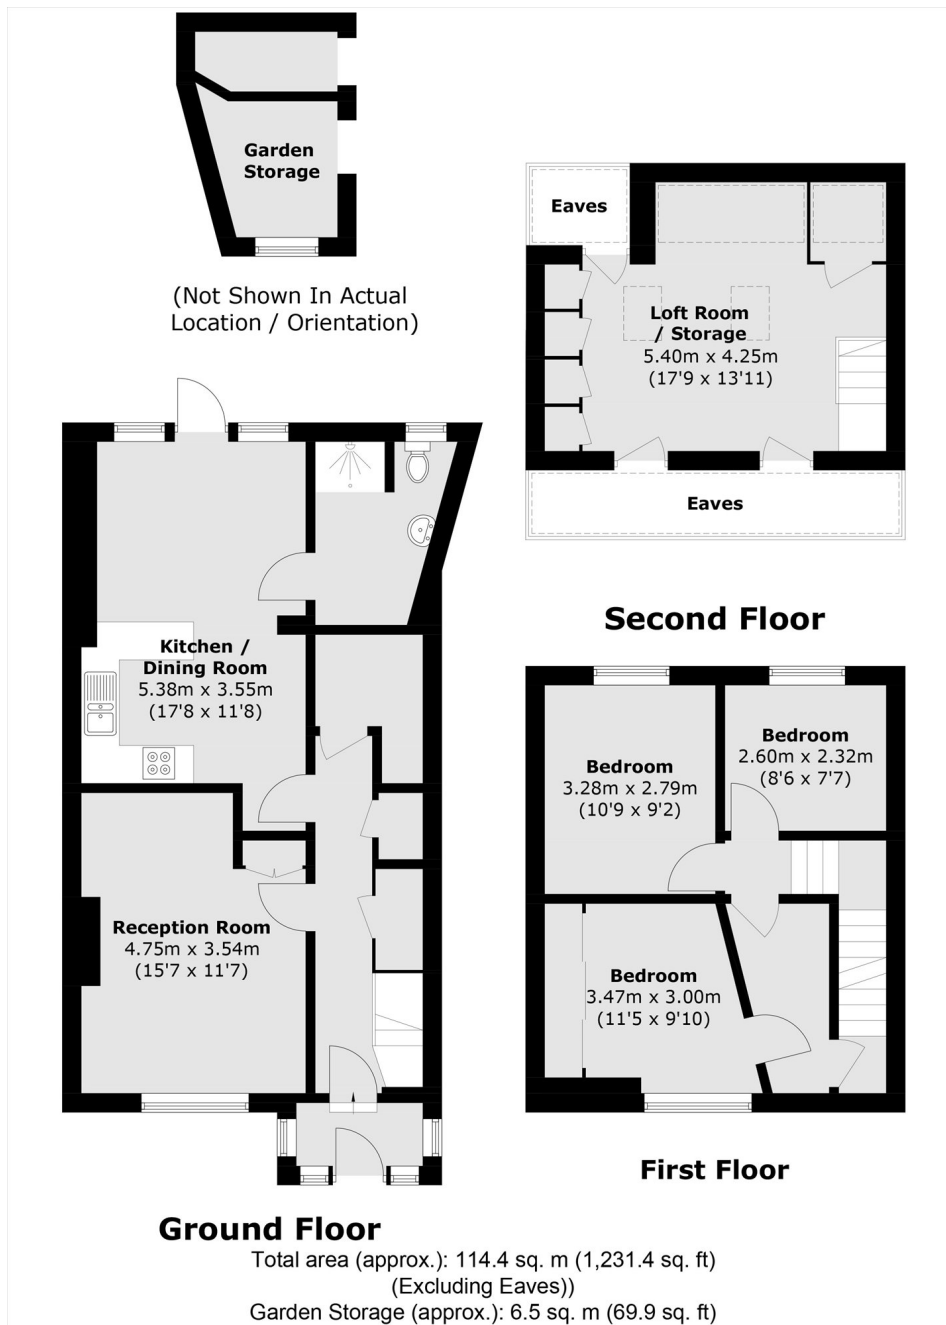 Garden
Storage
(Not Shown In Actual
Location / Orientation)
Eaves
Loft Room
/ Storage
5.40m x 4.25m
(17'9 x 13'11)
Eaves
Second Floor
Kitchen /
Dining Room
5.38m x 3.55m
(17'8 x 11'8)
Reception Room
4.75m x 3.54m
(15'7 x 11'7)
Bedroom
3.28m x 2.79m
(10'9 x 9'2)
Bedroom
2.60m x 2.32m
(8'6 x 7'7)
Bedroom
3.47m x 3.00m
(11'5 x 9'10)
First Floor
Ground Floor
Total area (approx.): 114.4 sq. m (1,231.4 sq. ft)
(Excluding Eaves))
Garden Storage (approx.): 6.5 sq. m (69.9 sq. ft)